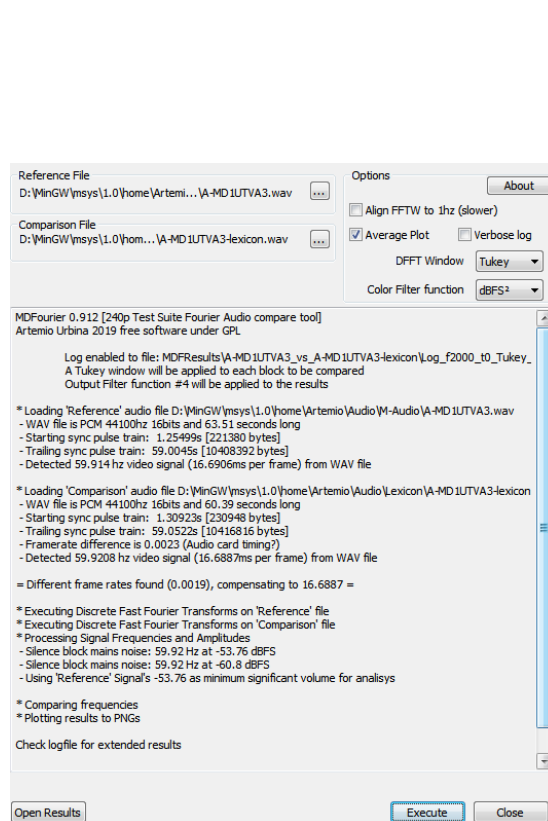 Reference File
D:\MinGW\msys\1.0\home\Artemi...\A-MD1UTVA3.wav
...
Comparison File
D:\MinGW\msys\1.0\hom...\A-MD1UTVA3-lexicon.wav
...
Options
About
Align FFTW to 1hz (slower)
Average Plot
Verbose log
DFFT Window
Tukey
Color Filter function
dBFS²
MDFourier 0.912 [240p Test Suite Fourier Audio compare tool]
Artemio Urbina 2019 free software under GPL
Log enabled to file: MDFResults\A-MD1UTVA3_vs_A-MD1UTVA3-lexicon\Log_f2000_t0_Tukey_
A Tukey window will be applied to each block to be compared
Output Filter function #4 will be applied to the results
* Loading 'Reference' audio file D:\MinGW\msys\1.0\home\Artemio\Audio\M-Audio\A-MD1UTVA3.wav
- WAV file is PCM 44100hz 16bits and 63.51 seconds long
- Starting sync pulse train: 1.25499s [221380 bytes]
- Trailing sync pulse train: 59.0045s [10408392 bytes]
- Detected 59.914 hz video signal (16.6906ms per frame) from WAV file
* Loading 'Comparison' audio file D:\MinGW\msys\1.0\home\Artemio\Audio\Lexicon\A-MD1UTVA3-lexicon
- WAV file is PCM 44100hz 16bits and 60.39 seconds long
- Starting sync pulse train: 1.30923s [230948 bytes]
- Trailing sync pulse train: 59.0522s [10416816 bytes]
- Framerate difference is 0.0023 (Audio card timing?)
- Detected 59.9208 hz video signal (16.6887ms per frame) from WAV file
= Different frame rates found (0.0019), compensating to 16.6887 =
* Executing Discrete Fast Fourier Transforms on 'Reference' file
* Executing Discrete Fast Fourier Transforms on 'Comparison' file
* Processing Signal Frequencies and Amplitudes
- Silence block mains noise: 59.92 Hz at -53.76 dBFS
- Silence block mains noise: 59.92 Hz at -60.8 dBFS
- Using 'Reference' Signal's -53.76 as minimum significant volume for analisys
* Comparing frequencies
* Plotting results to PNGs
Check logfile for extended results
Open Results
Execute
Close